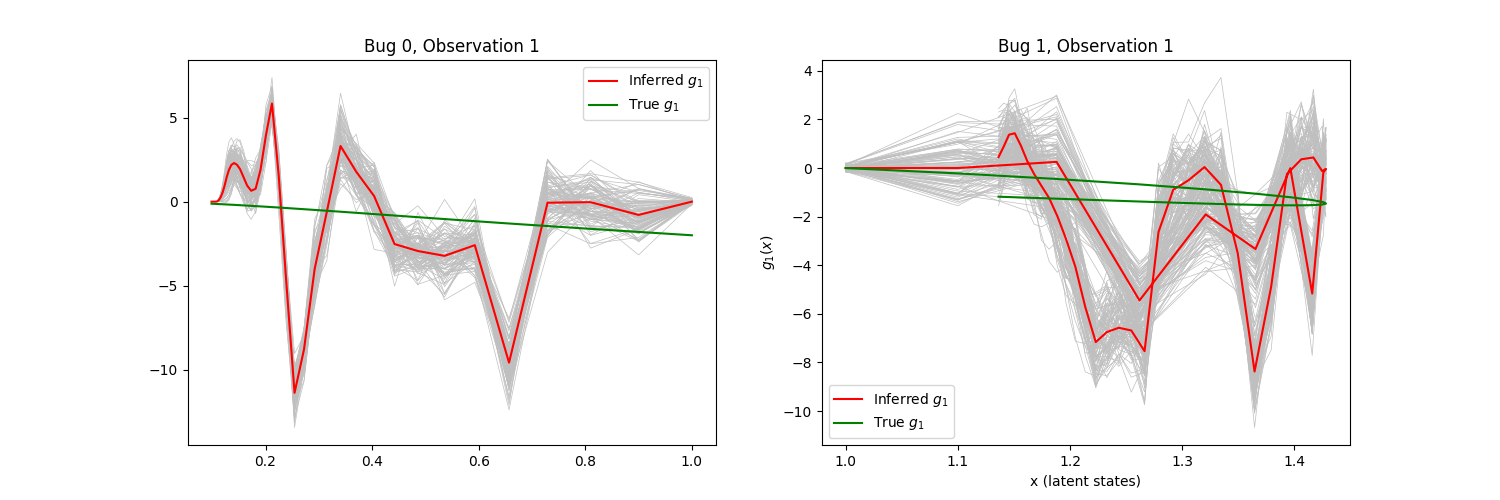 Bug 0, Observation 1
Inferred g₁
True g₁
5
0
−5
−10
0.2 0.4 0.6 0.8 1.0
Bug 1, Observation 1
g₁(x)
4
2
0
−2
−4
−6
−8
−10
Inferred g₁
True g₁
1.0 1.1 1.2 1.3 1.4
x (latent states)